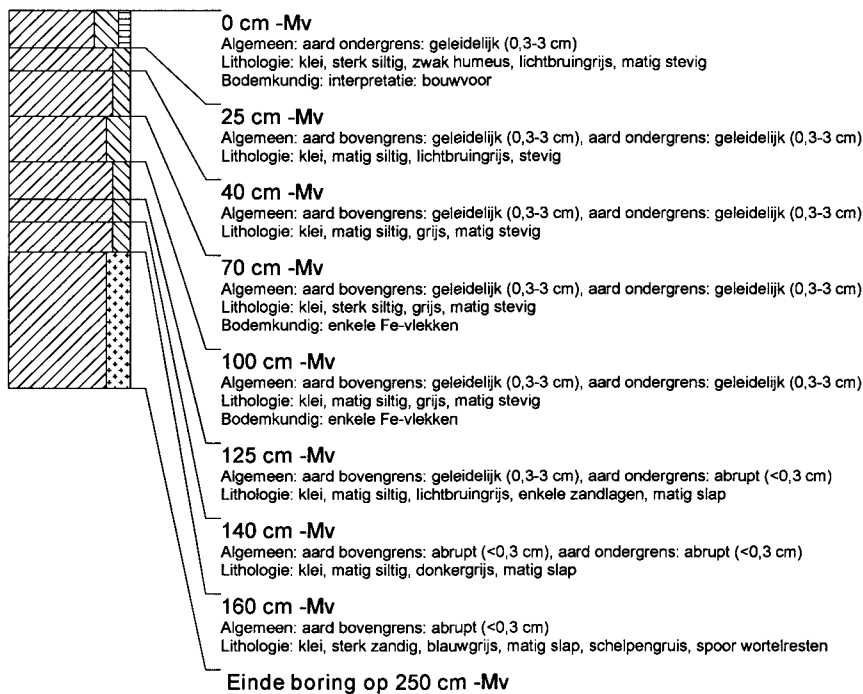 0 cm -Mv
Algemeen: aard ondergrens: geleidelijk (0,3-3 cm)
Lithologie: klei, sterk siltig, zwak humeus, lichtbruingrijs, matig stevig
Bodemkundig: interpretatie: bouwvoor
25 cm -Mv
Algemeen: aard bovengrens: geleidelijk (0,3-3 cm), aard ondergrens: geleidelijk (0,3-3 cm)
Lithologie: klei, matig siltig, lichtbruingrijs, stevig
40 cm -Mv
Algemeen: aard bovengrens: geleidelijk (0,3-3 cm), aard ondergrens: geleidelijk (0,3-3 cm)
Lithologie: klei, matig siltig, grijs, matig stevig
70 cm -Mv
Algemeen: aard bovengrens: geleidelijk (0,3-3 cm), aard ondergrens: geleidelijk (0,3-3 cm)
Lithologie: klei, sterk siltig, grijs, matig stevig
Bodemkundig: enkele Fe-vlekken
100 cm -Mv
Algemeen: aard bovengrens: geleidelijk (0,3-3 cm), aard ondergrens: geleidelijk (0,3-3 cm)
Lithologie: klei, matig siltig, grijs, matig stevig
Bodemkundig: enkele Fe-vlekken
125 cm -Mv
Algemeen: aard bovengrens: geleidelijk (0,3-3 cm), aard ondergrens: abrupt (<0,3 cm)
Lithologie: klei, matig siltig, lichtbruingrijs, enkele zandlagen, matig slap
140 cm -Mv
Algemeen: aard bovengrens: abrupt (<0,3 cm), aard ondergrens: abrupt (<0,3 cm)
Lithologie: klei, matig siltig, donkergrijs, matig slap
160 cm -Mv
Algemeen: aard bovengrens: abrupt (<0,3 cm)
Lithologie: klei, sterk zandig, blauwgrijs, matig slap, schelpengruis, spoor wortelresten
Einde boring op 250 cm -Mv